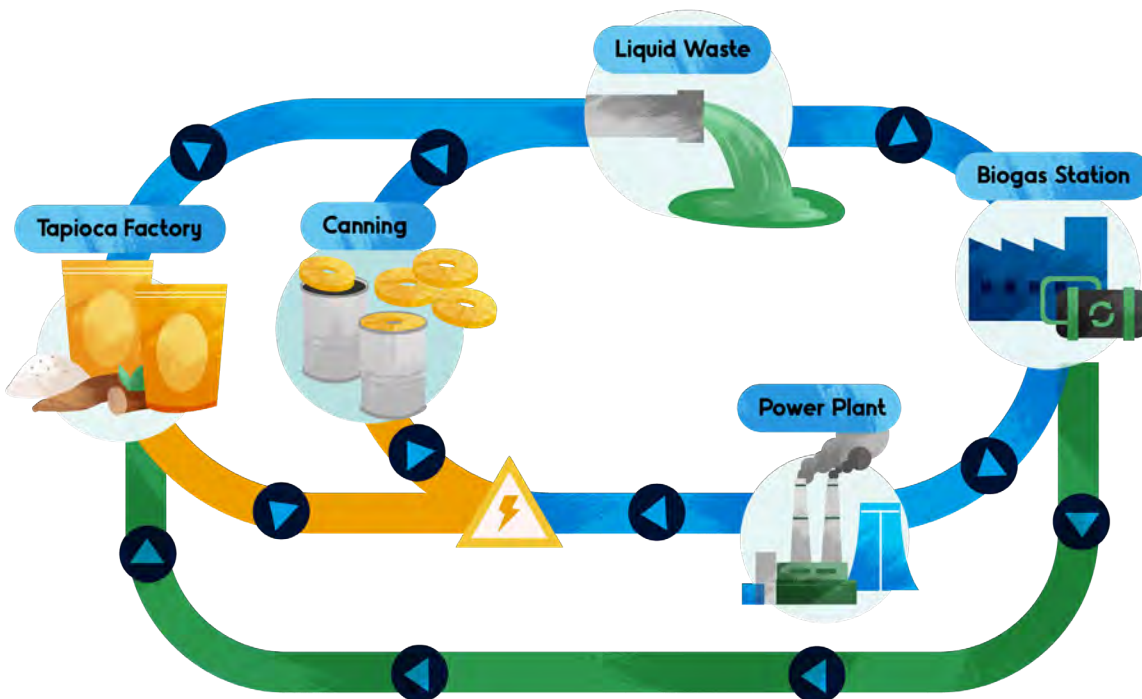 Liquid Waste
Biogas Station
Tapioca Factory
Canning
Power Plant